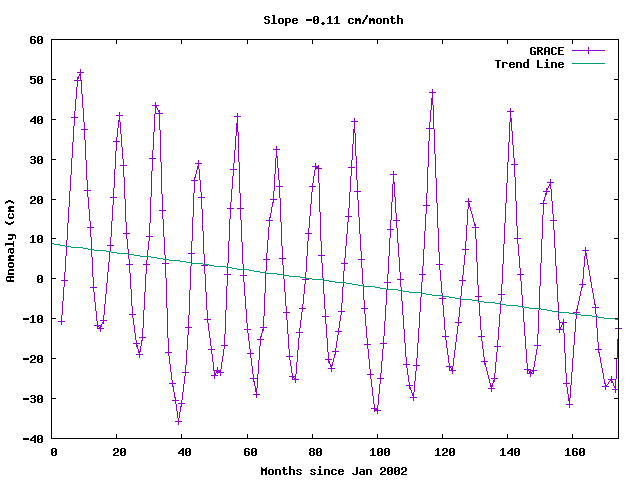 Slope -0.11 cm/month
60
50
40
30
20
10
0
-10
-20
-30
-40
Anomaly (cm)
GRACE
Trend Line
0 20 40 60 80 100 120 140 160
Months since Jan 2002